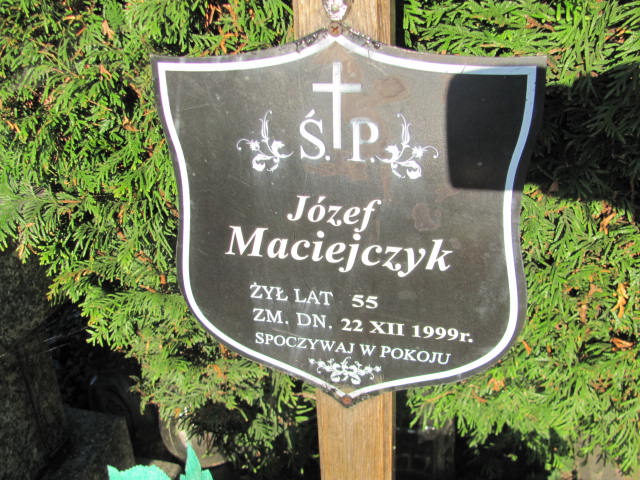 Ś.P.
Józef
Maciejczyk
ŻYŁ LAT 55
ZM. DN. 22 XII 1999r.
SPOCZYWAJ W POKOJU